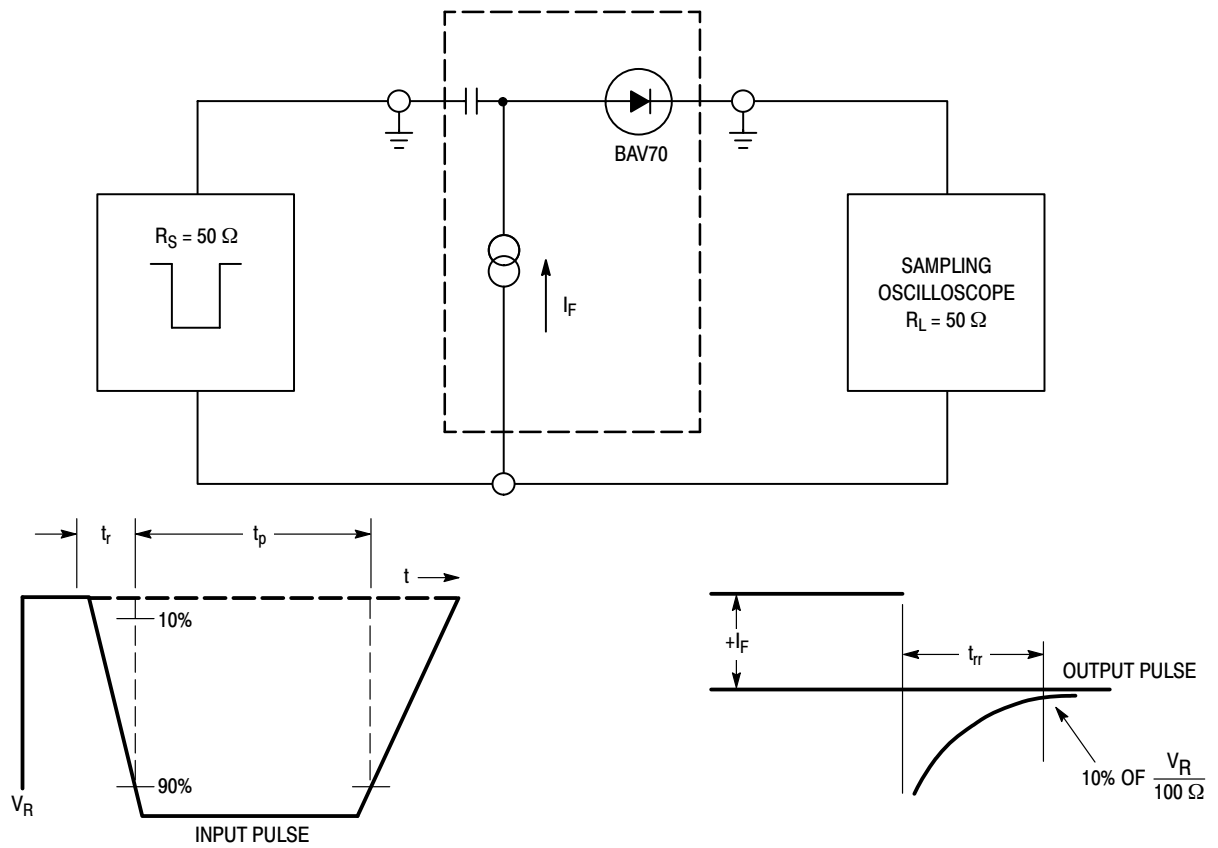 BAV70
R_S = 50 Ω
I_F
SAMPLING
OSCILLOSCOPE
R_L = 50 Ω
t_r
t_p
t
10%
90%
V_R
INPUT PULSE
+I_F
t_rr
OUTPUT PULSE
10% OF V_R
100 Ω